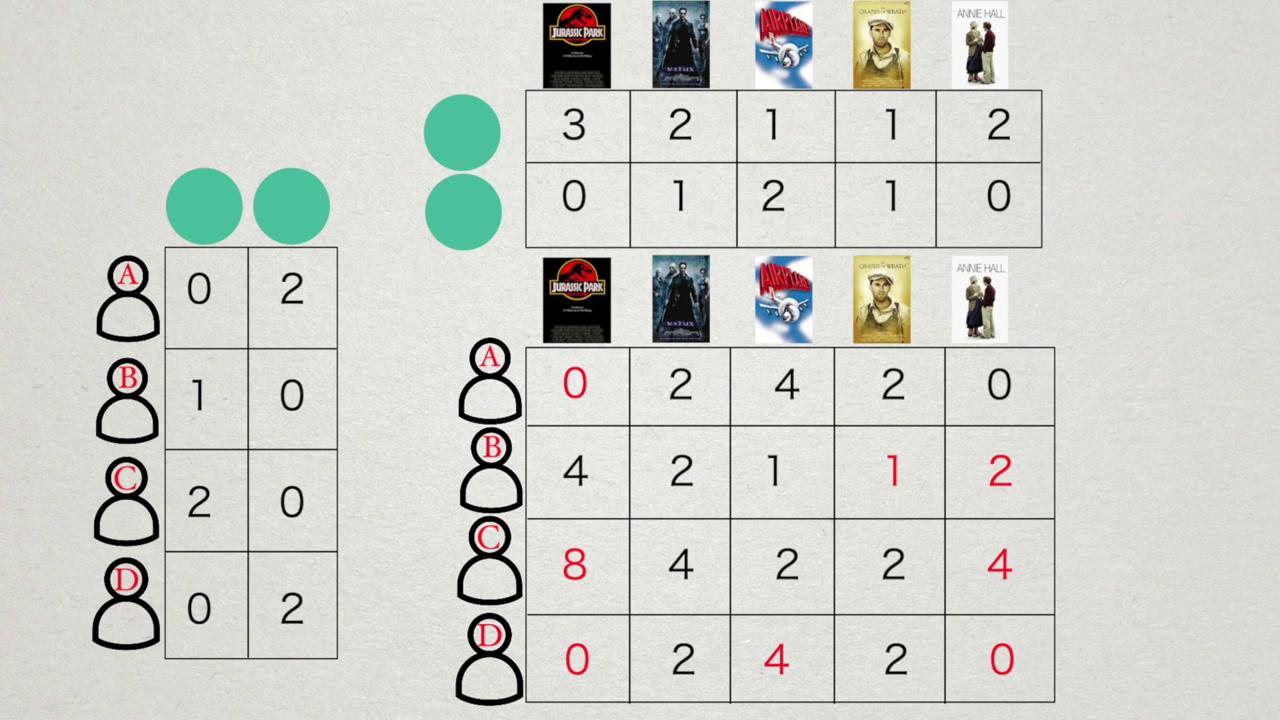 JURASSIC PARK
MATRIX
AIRPLANE!
GRAPES OF WRATH
ANNIE HALL
3 2 1 1 2
0 1 2 1 0
JURASSIC PARK
MATRIX
AIRPLANE!
GRAPES OF WRATH
ANNIE HALL
A 0 2
B 1 0
C 2 0
D 0 2
A 0 2 4 2 0
B 4 2 1 1 2
C 8 4 2 2 4
D 0 2 4 2 0